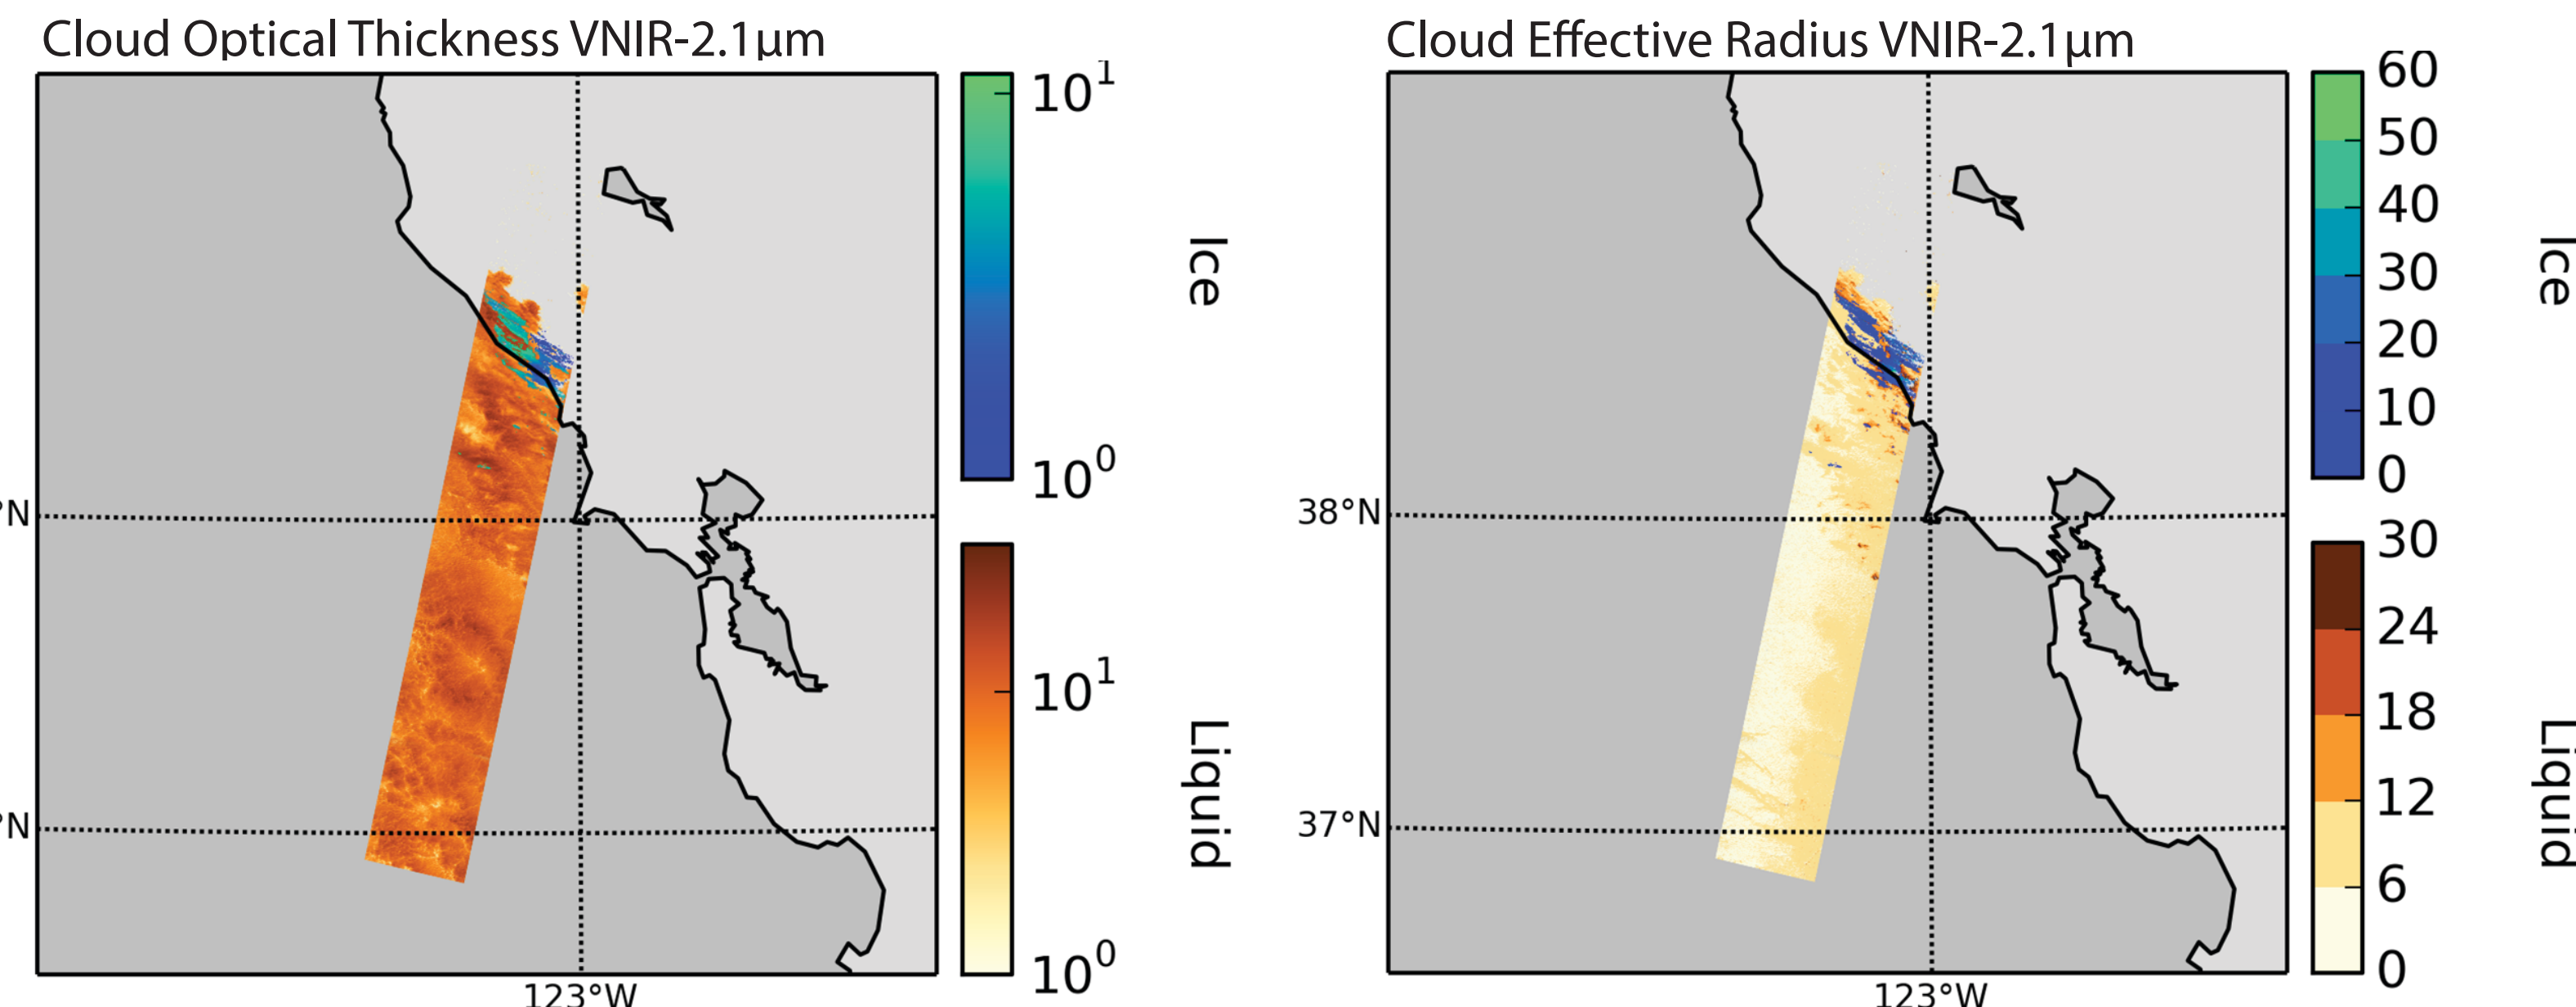 Cloud Optical Thickness VNIR-2.1µm
10¹
Ice
10⁰
10¹
Liquid
10⁰
°N
°N
123°W
Cloud Effective Radius VNIR-2.1µm
60
50
40
30
20
10
0
Ice
30
24
18
12
6
0
Liquid
38°N
37°N
123°W